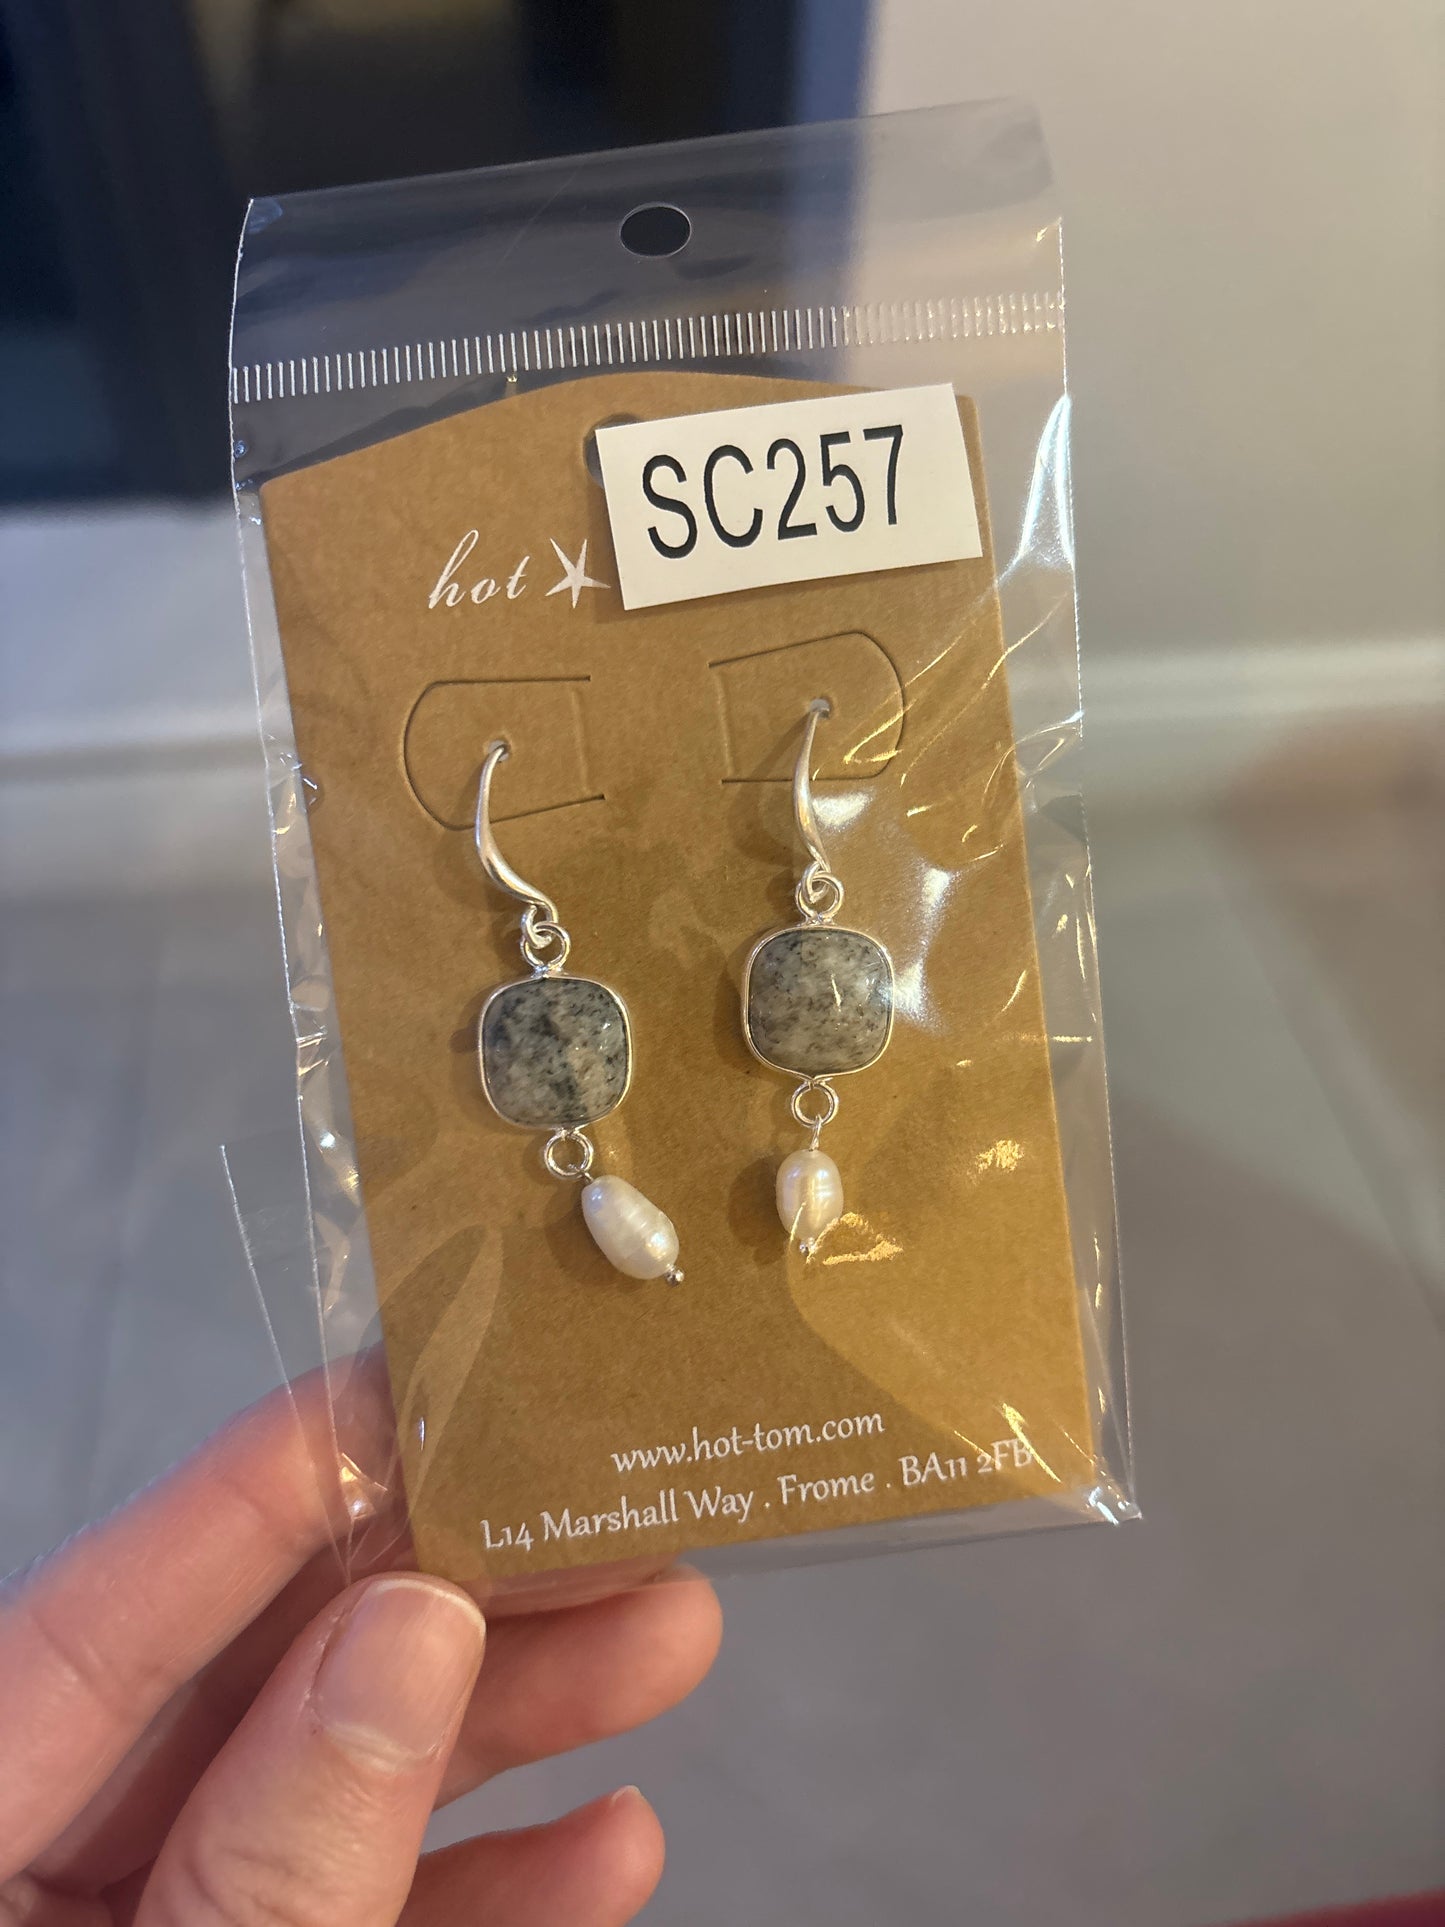 SC257
hot
www.hot-tom.com
L14 Marshall Way . Frome . BA11 2FB